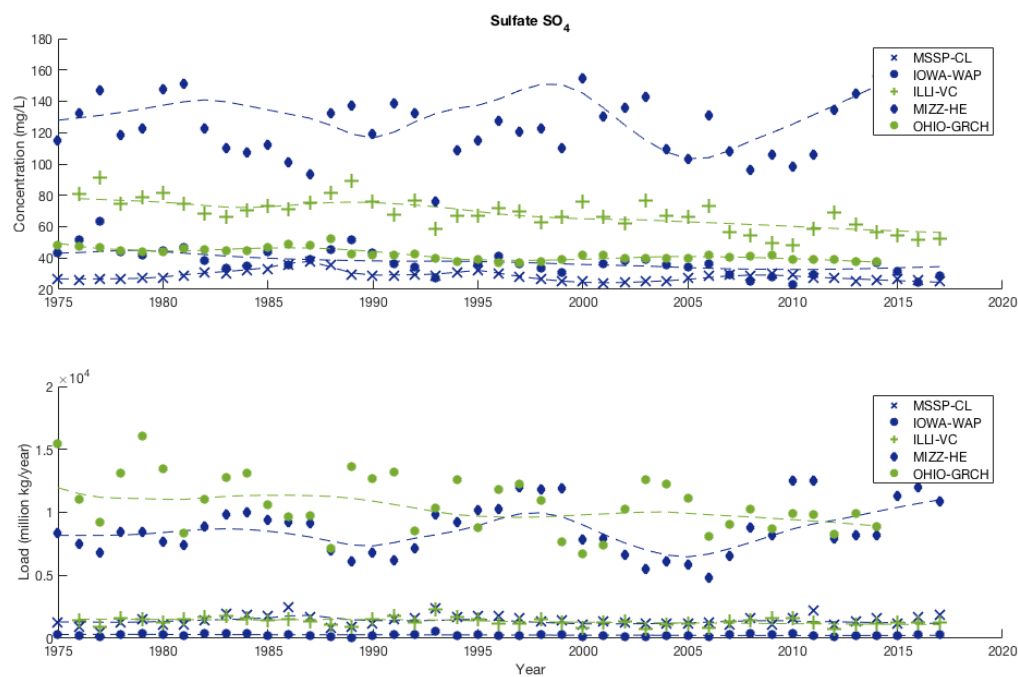 Sulfate SO4
Concentration (mg/L)
180
160
140
120
100
80
60
40
20
1975 1980 1985 1990 1995 2000 2005 2010 2015 2020
MSSP-CL
IOWA-WAP
ILLI-VC
MIZZ-HE
OHIO-GRCH
×10^4
Load (million kg/year)
2
1.5
1
0.5
0
1975 1980 1985 1990 1995 2000 2005 2010 2015 2020
Year
MSSP-CL
IOWA-WAP
ILLI-VC
MIZZ-HE
OHIO-GRCH